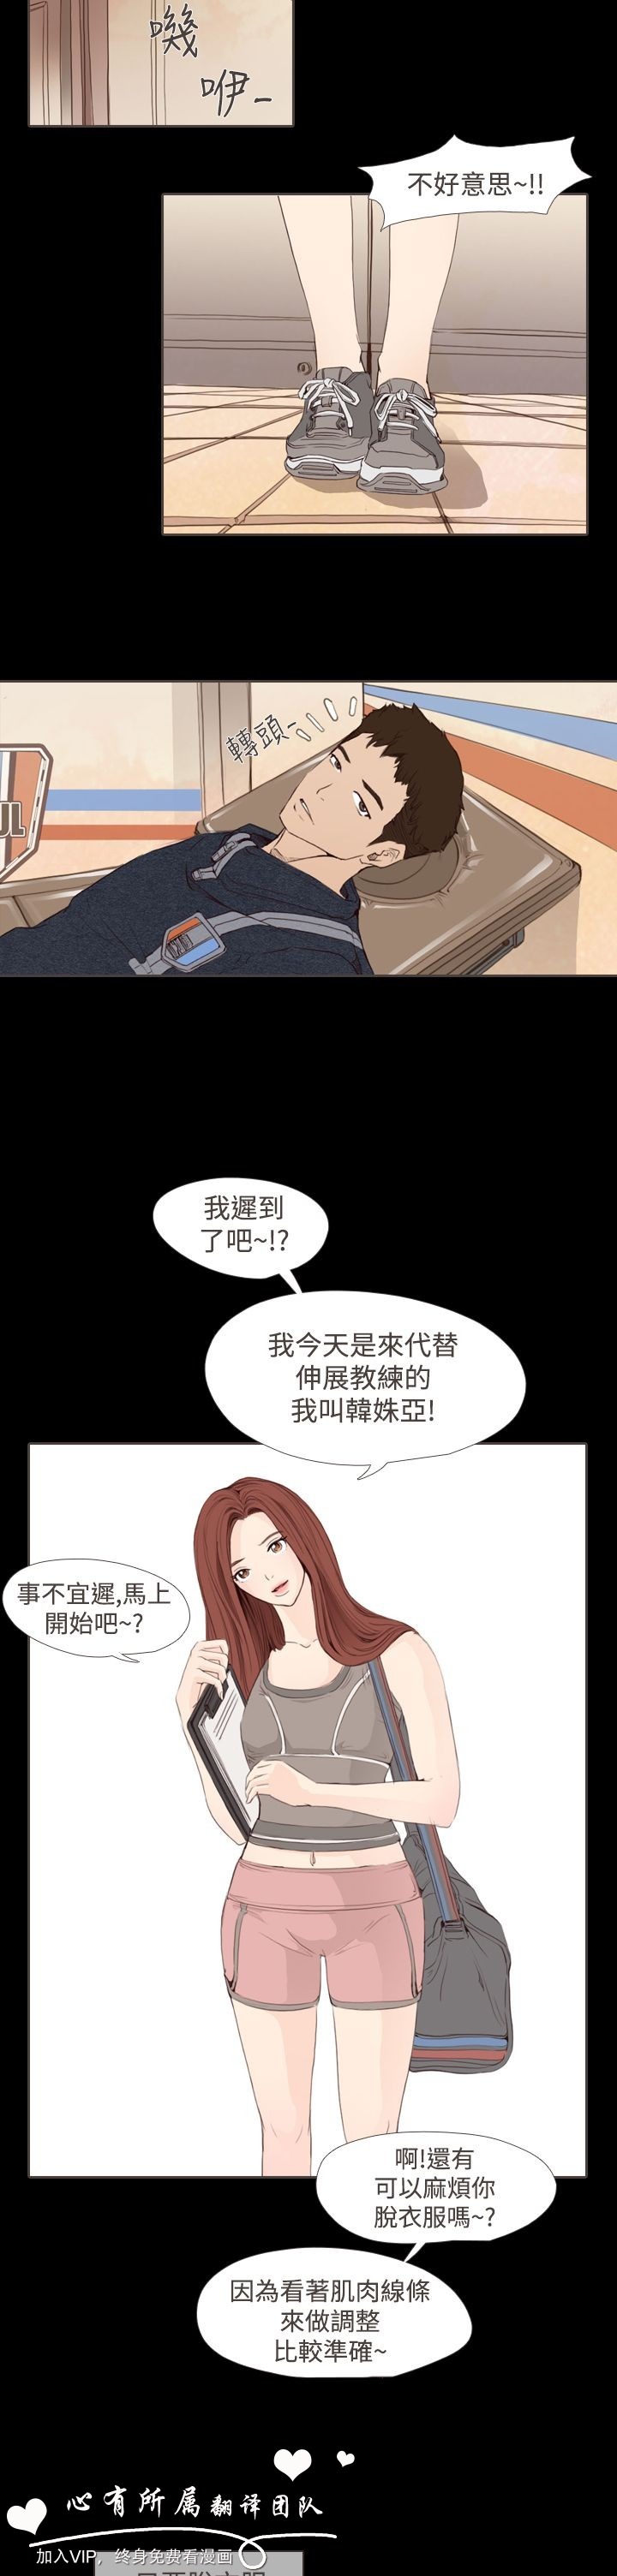 嘰
咿-
不好意思~!!
轉頭-
UL
我遲到
了吧~!?
我今天是來代替
伸展教練的
我叫韓姝亞!
事不宜遲,馬上
開始吧~?
啊!還有
可以麻煩你
脫衣服嗎~?
因為看著肌肉線條
來做調整
比較準確~
心有所属翻译团队
加入VIP，终身免费看漫画